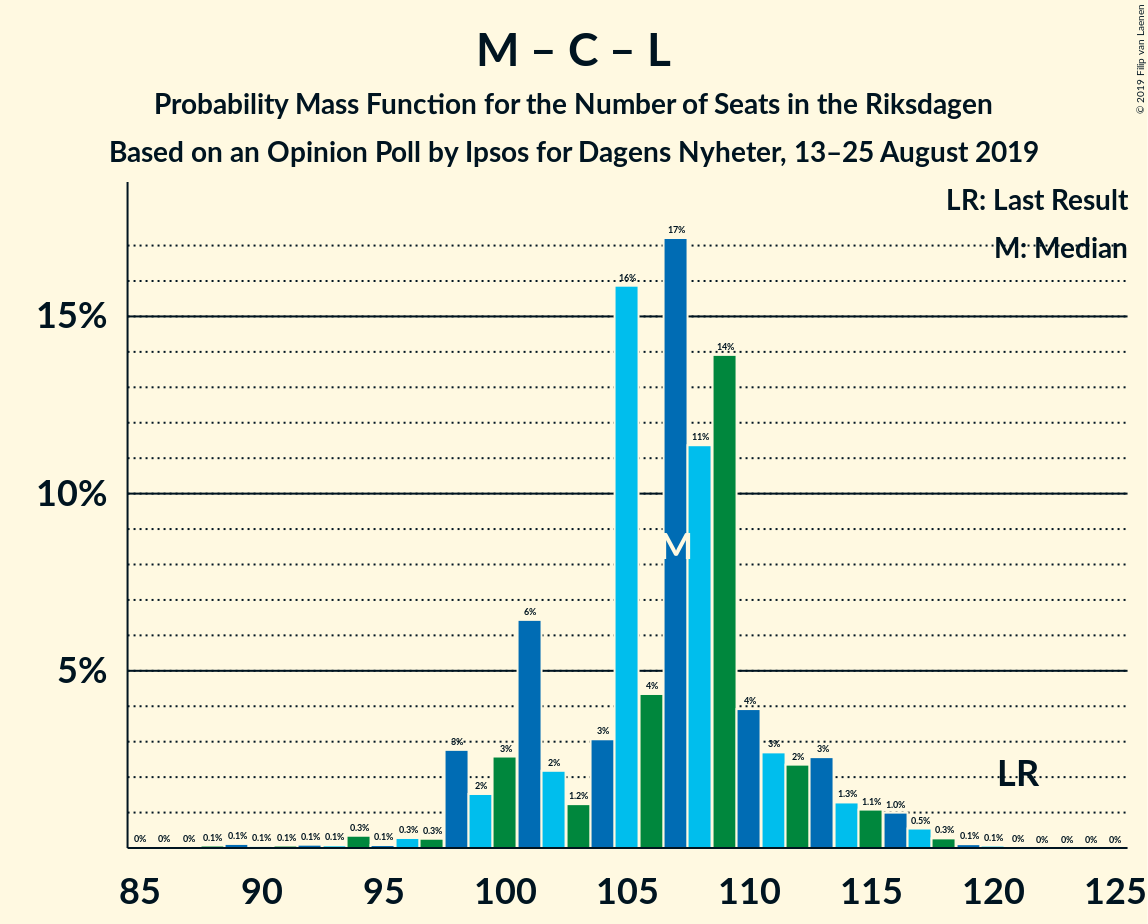 M – C – L
Probability Mass Function for the Number of Seats in the Riksdagen
Based on an Opinion Poll by Ipsos for Dagens Nyheter, 13–25 August 2019
© 2019 Filip van Laenen
LR: Last Result
M: Median
15%
10%
5%
0% 0% 0% 0.1% 0.1% 0.1% 0.1% 0.1% 0.1% 0.3% 0.1% 0.3% 0.3% 3% 2% 3% 6% 2% 1.2% 3% 16% 4% 17% 11% 14% 4% 3% 2% 3% 1.3% 1.1% 1.0% 0.5% 0.3% 0.1% 0.1% 0% 0% 0% 0% 0%
M
LR
85 90 95 100 105 110 115 120 125